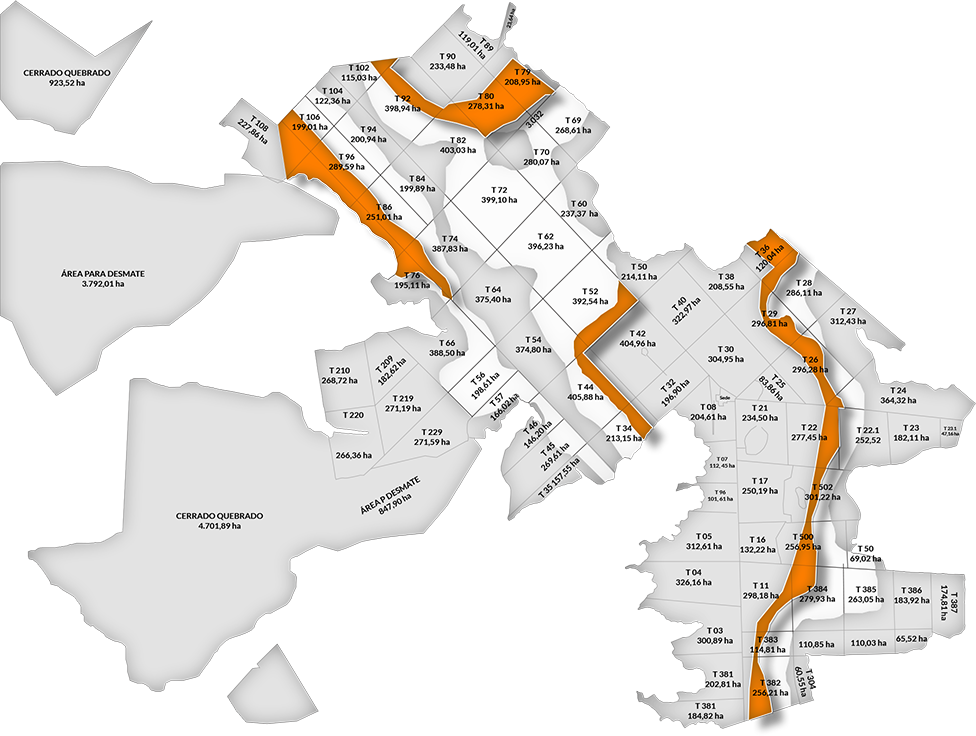 CERRADO QUEBRADO
923,52 ha
23,64 ha
T 89
119,01 ha
T 90
233,48 ha
T 79
208,95 ha
T 102
115,03 ha
T 80
278,31 ha
T 104
122,36 ha
T 92
398,94 ha
3.032
T 69
268,61 ha
T 108
227,86 ha
T 106
199,01 ha
T 94
200,94 ha
T 82
403,03 ha
T 70
280,07 ha
T 96
289,59 ha
T 84
199,89 ha
T 72
399,10 ha
T 60
237,37 ha
T 86
251,01 ha
T 74
387,83 ha
T 62
396,23 ha
T 36
120,04 ha
ÁREA PARA DESMATE
3.792,01 ha
T 76
195,11 ha
T 64
375,40 ha
T 52
392,54 ha
T 50
214,11 ha
T 38
208,55 ha
T 28
286,11 ha
T 40
322,97 ha
T 29
296,81 ha
T 27
312,43 ha
T 66
388,50 ha
T 54
374,80 ha
T 42
404,96 ha
T 30
304,95 ha
T 26
296,28 ha
T 210
268,72 ha
T 209
182,62 ha
T 56
198,61 ha
T 44
405,88 ha
T 32
196,90 ha
T 25
83,86 ha
T 24
364,32 ha
T 219
271,19 ha
T 57
166,02 ha
Sede
T 08
204,61 ha
T 21
234,50 ha
T 220
266,36 ha
T 229
271,59 ha
T 46
146,20 ha
T 34
213,15 ha
T 22
277,45 ha
T 22.1
252,52
T 23
182,11 ha
T 23.1
47,16 ha
T 45
269,61 ha
T 35 157,55 ha
T 07
112,45 ha
ÁREA P DESMATE
847,90 ha
T 96
101,61 ha
T 17
250,19 ha
T 502
301,22 ha
CERRADO QUEBRADO
4.701,89 ha
T 05
312,61 ha
T 16
132,22 ha
T 500
256,95 ha
T 50
69,02 ha
T 04
326,16 ha
T 11
298,18 ha
T 384
279,93 ha
T 385
263,05 ha
T 386
183,92 ha
T 387
174,81 ha
T 03
300,89 ha
T 383
114,81 ha
110,85 ha
110,03 ha
65,52 ha
T 381
202,81 ha
T 382
256,21 ha
T 304
60,55 ha
T 381
184,82 ha